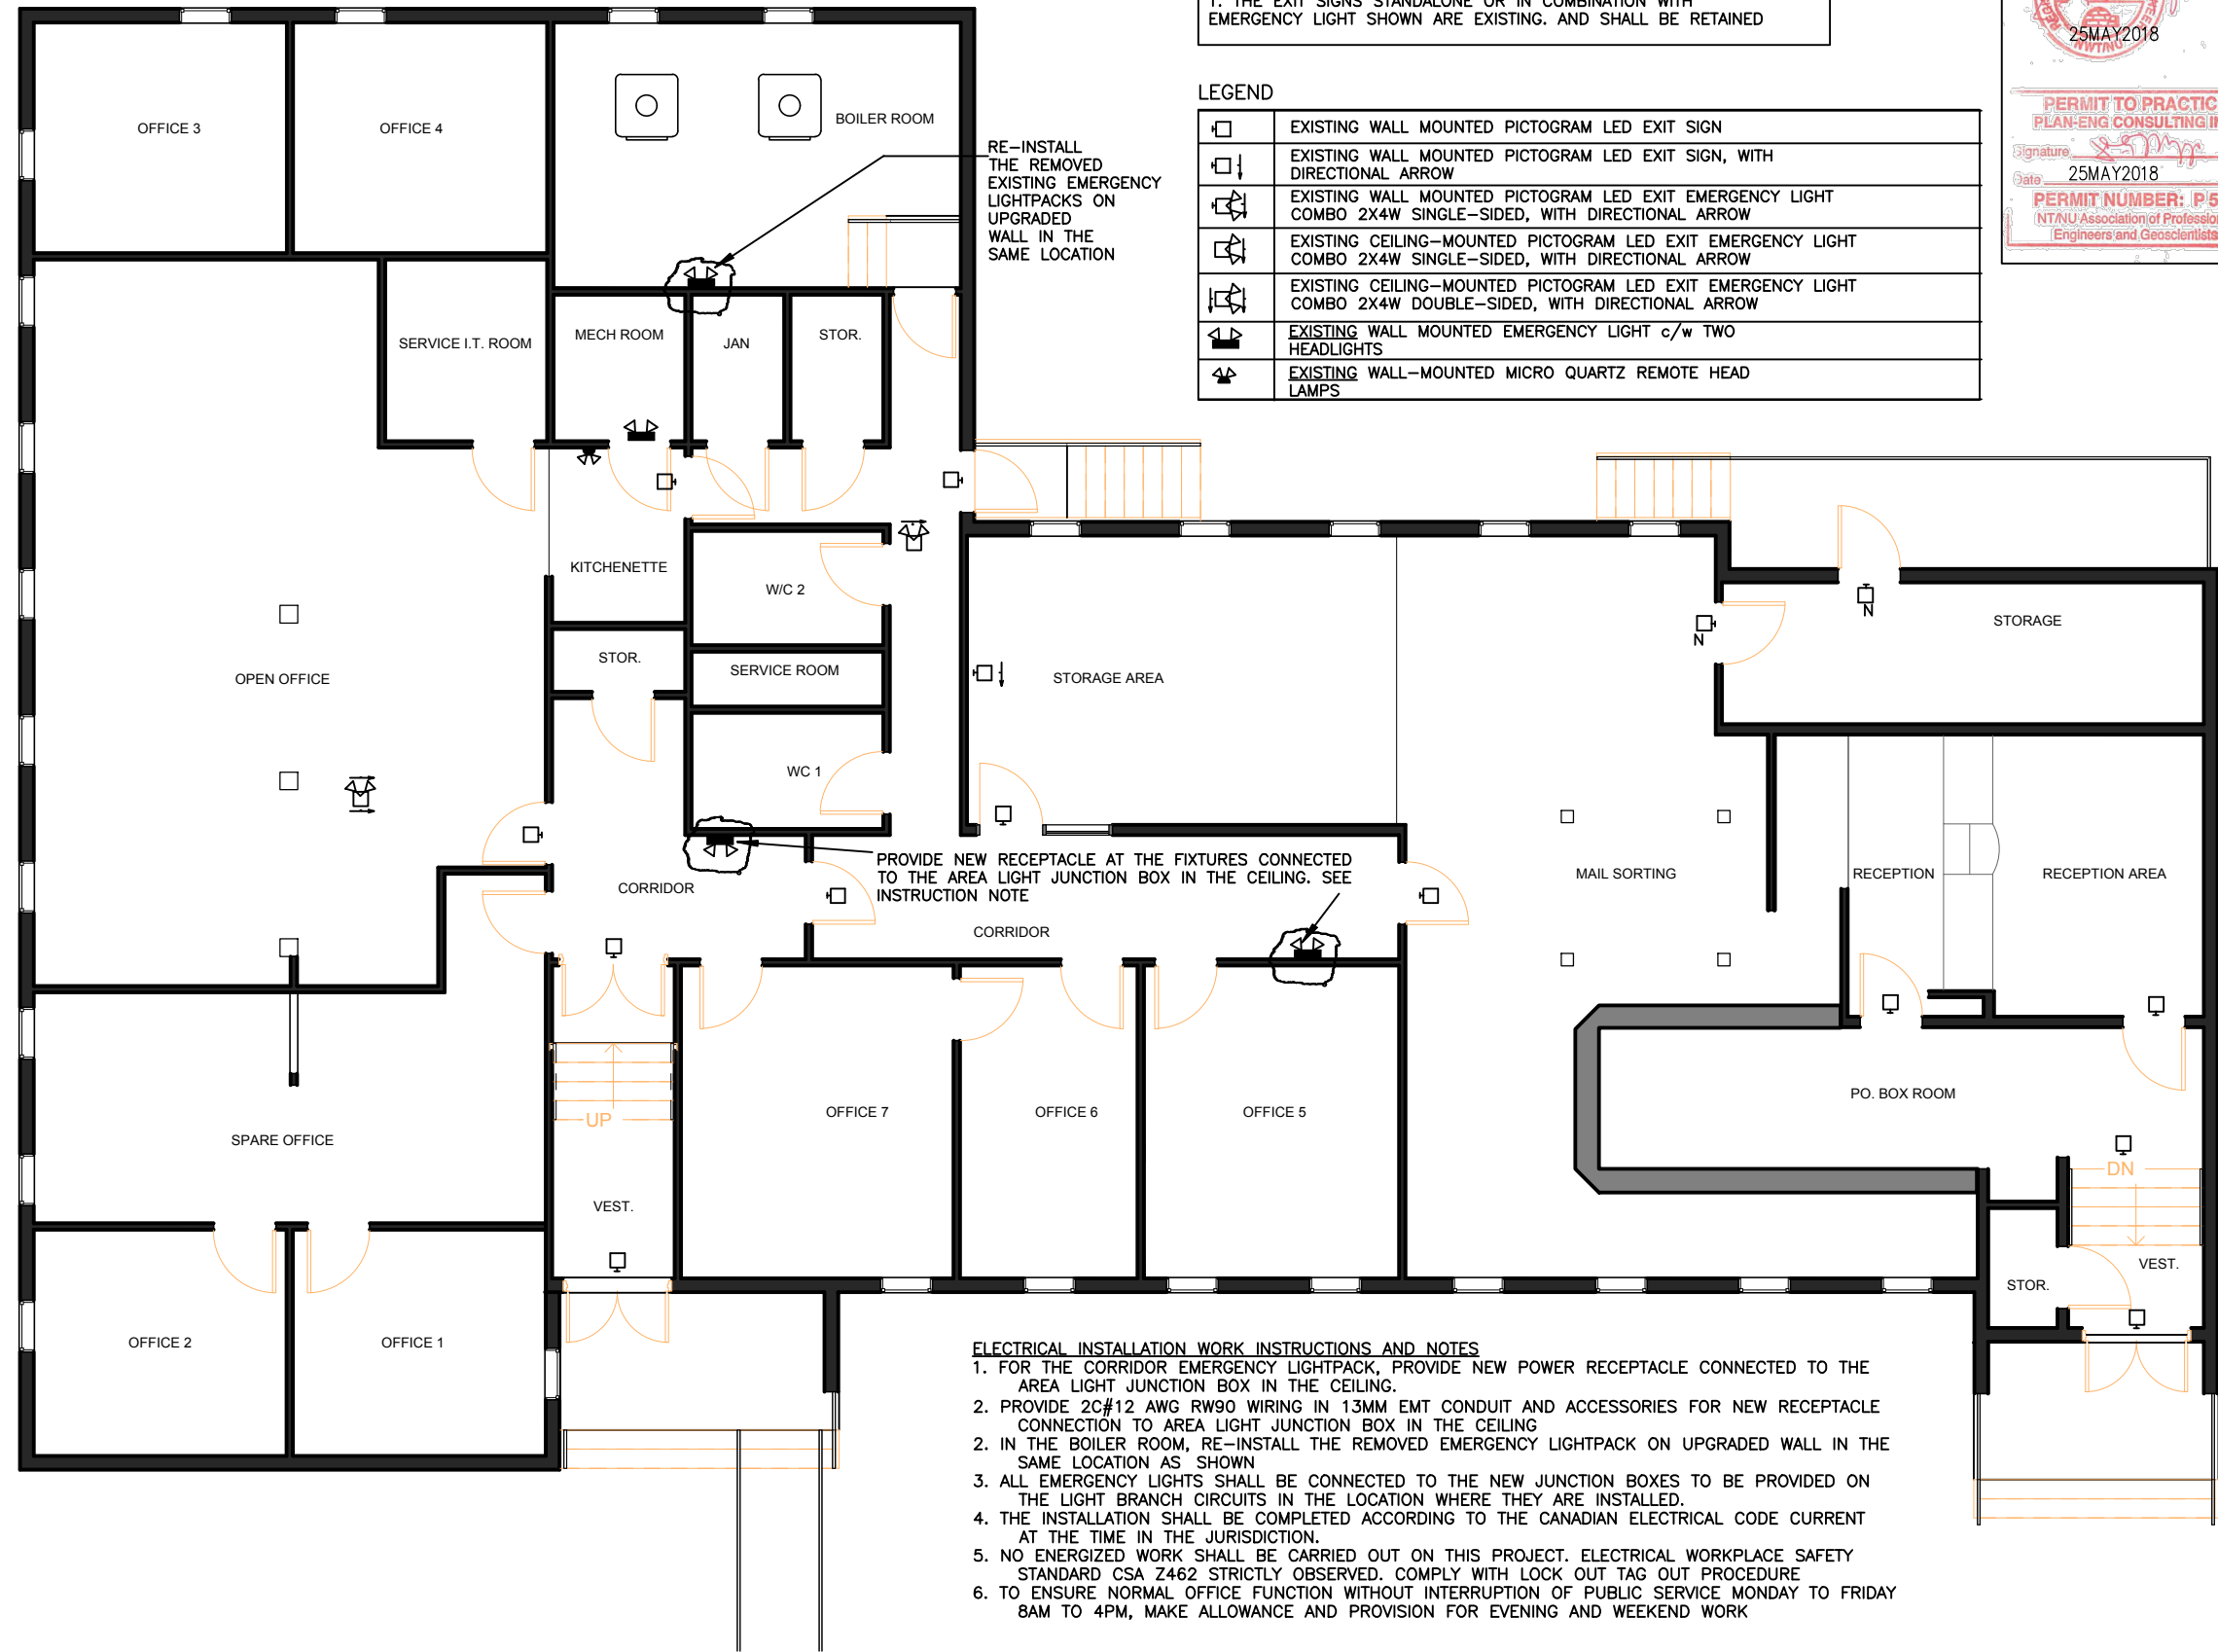 1. THE EXIT SIGNS STANDALONE OR IN COMBINATION WITH
EMERGENCY LIGHT SHOWN ARE EXISTING. AND SHALL BE RETAINED
25MAY2018
NWT/NU
PERMIT TO PRACTIC
PLAN-ENG CONSULTING IN
Signature
Date 25MAY2018
PERMIT NUMBER: P 5
NT/NU Association of Profession
Engineers and Geoscientists
LEGEND
EXISTING WALL MOUNTED PICTOGRAM LED EXIT SIGN
EXISTING WALL MOUNTED PICTOGRAM LED EXIT SIGN, WITH
DIRECTIONAL ARROW
EXISTING WALL MOUNTED PICTOGRAM LED EXIT EMERGENCY LIGHT
COMBO 2X4W SINGLE-SIDED, WITH DIRECTIONAL ARROW
EXISTING CEILING-MOUNTED PICTOGRAM LED EXIT EMERGENCY LIGHT
COMBO 2X4W SINGLE-SIDED, WITH DIRECTIONAL ARROW
EXISTING CEILING-MOUNTED PICTOGRAM LED EXIT EMERGENCY LIGHT
COMBO 2X4W DOUBLE-SIDED, WITH DIRECTIONAL ARROW
EXISTING WALL MOUNTED EMERGENCY LIGHT c/w TWO
HEADLIGHTS
EXISTING WALL-MOUNTED MICRO QUARTZ REMOTE HEAD
LAMPS
OFFICE 3
OFFICE 4
BOILER ROOM
RE-INSTALL
THE REMOVED
EXISTING EMERGENCY
LIGHTPACKS ON
UPGRADED
WALL IN THE
SAME LOCATION
SERVICE I.T. ROOM
MECH ROOM
JAN
STOR.
KITCHENETTE
W/C 2
N
N
STORAGE
OPEN OFFICE
STOR.
SERVICE ROOM
STORAGE AREA
WC 1
PROVIDE NEW RECEPTACLE AT THE FIXTURES CONNECTED
TO THE AREA LIGHT JUNCTION BOX IN THE CEILING. SEE
INSTRUCTION NOTE
CORRIDOR
CORRIDOR
MAIL SORTING
RECEPTION
RECEPTION AREA
UP
SPARE OFFICE
VEST.
OFFICE 7
OFFICE 6
OFFICE 5
PO. BOX ROOM
DN
VEST.
STOR.
OFFICE 2
OFFICE 1
ELECTRICAL INSTALLATION WORK INSTRUCTIONS AND NOTES
1. FOR THE CORRIDOR EMERGENCY LIGHTPACK, PROVIDE NEW POWER RECEPTACLE CONNECTED TO THE
AREA LIGHT JUNCTION BOX IN THE CEILING.
2. PROVIDE 2C#12 AWG RW90 WIRING IN 13MM EMT CONDUIT AND ACCESSORIES FOR NEW RECEPTACLE
CONNECTION TO AREA LIGHT JUNCTION BOX IN THE CEILING
2. IN THE BOILER ROOM, RE-INSTALL THE REMOVED EMERGENCY LIGHTPACK ON UPGRADED WALL IN THE
SAME LOCATION AS SHOWN
3. ALL EMERGENCY LIGHTS SHALL BE CONNECTED TO THE NEW JUNCTION BOXES TO BE PROVIDED ON
THE LIGHT BRANCH CIRCUITS IN THE LOCATION WHERE THEY ARE INSTALLED.
4. THE INSTALLATION SHALL BE COMPLETED ACCORDING TO THE CANADIAN ELECTRICAL CODE CURRENT
AT THE TIME IN THE JURISDICTION.
5. NO ENERGIZED WORK SHALL BE CARRIED OUT ON THIS PROJECT. ELECTRICAL WORKPLACE SAFETY
STANDARD CSA Z462 STRICTLY OBSERVED. COMPLY WITH LOCK OUT TAG OUT PROCEDURE
6. TO ENSURE NORMAL OFFICE FUNCTION WITHOUT INTERRUPTION OF PUBLIC SERVICE MONDAY TO FRIDAY
8AM TO 4PM, MAKE ALLOWANCE AND PROVISION FOR EVENING AND WEEKEND WORK